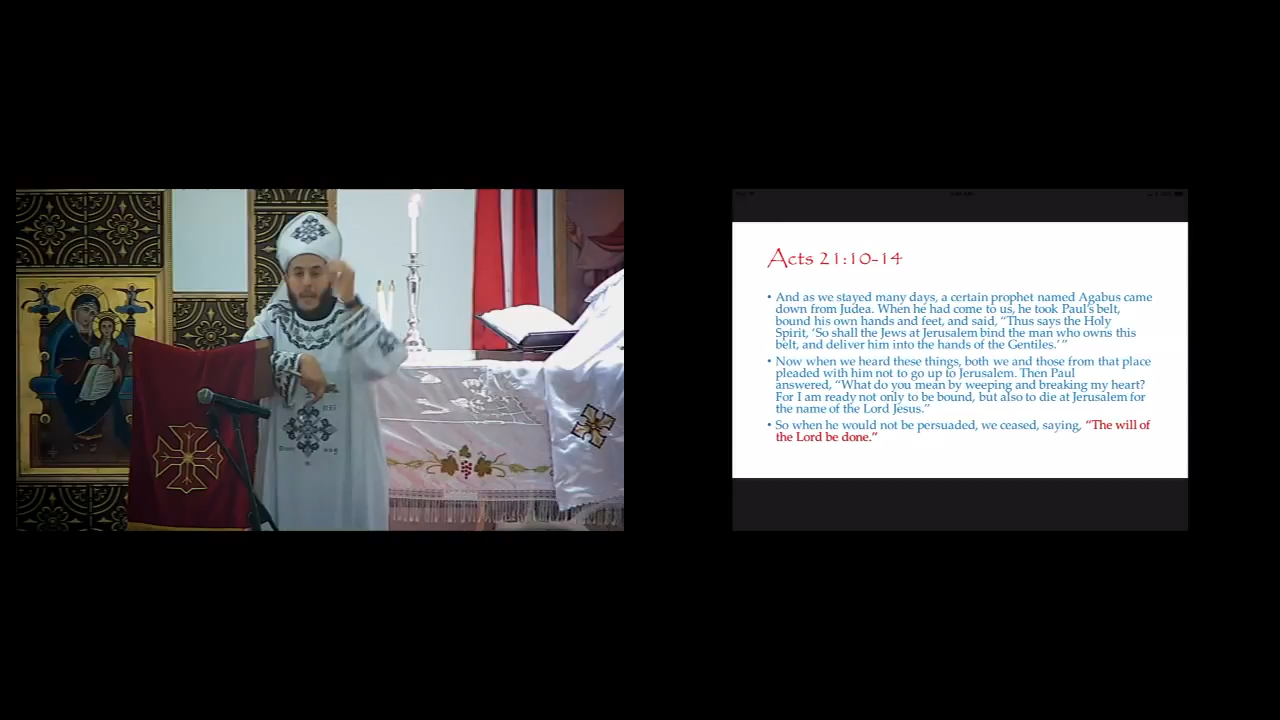 Acts 21:10-14
• And as we stayed many days, a certain prophet named Agabus came
down from Judea. When he had come to us, he took Paul's belt,
bound his own hands and feet, and said, “Thus says the Holy
Spirit, ‘So shall the Jews at Jerusalem bind the man who owns this
belt, and deliver him into the hands of the Gentiles.’”
• Now when we heard these things, both we and those from that place
pleaded with him not to go up to Jerusalem. Then Paul
answered, “What do you mean by weeping and breaking my heart?
For I am ready not only to be bound, but also to die at Jerusalem for
the name of the Lord Jesus.”
• So when he would not be persuaded, we ceased, saying, “The will of
the Lord be done.”